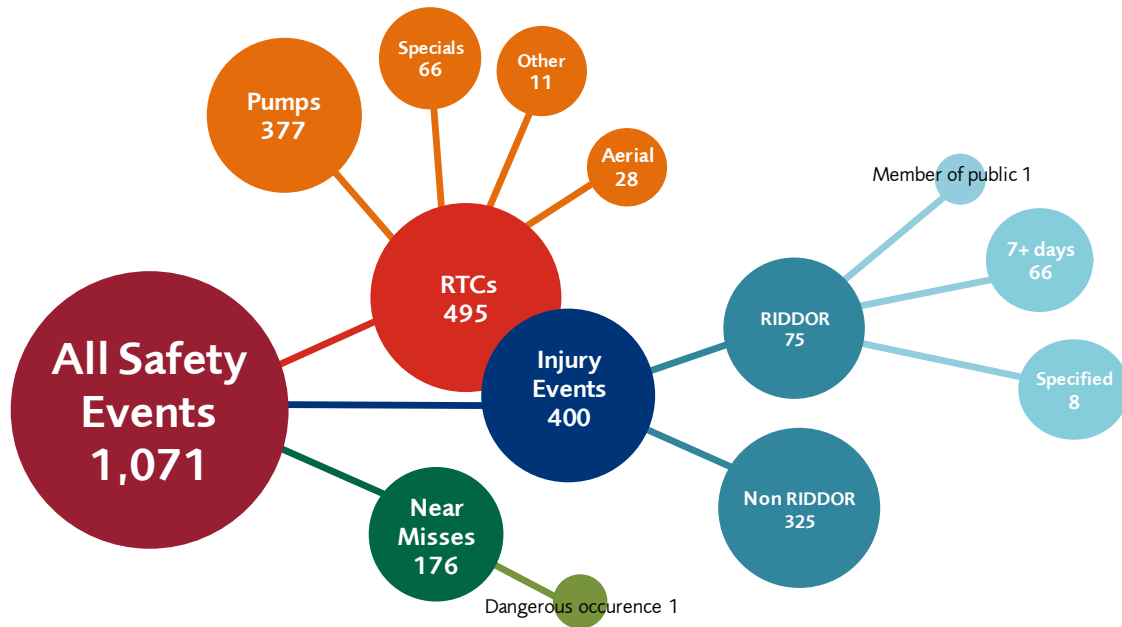 Specials
66
Other
11
Pumps
377
Aerial
28
Member of public 1
7+ days
66
RTCs
495
RIDDOR
75
All Safety
Events
1,071
Injury
Events
400
Specified
8
Near
Misses
176
Non RIDDOR
325
Dangerous occurence 1